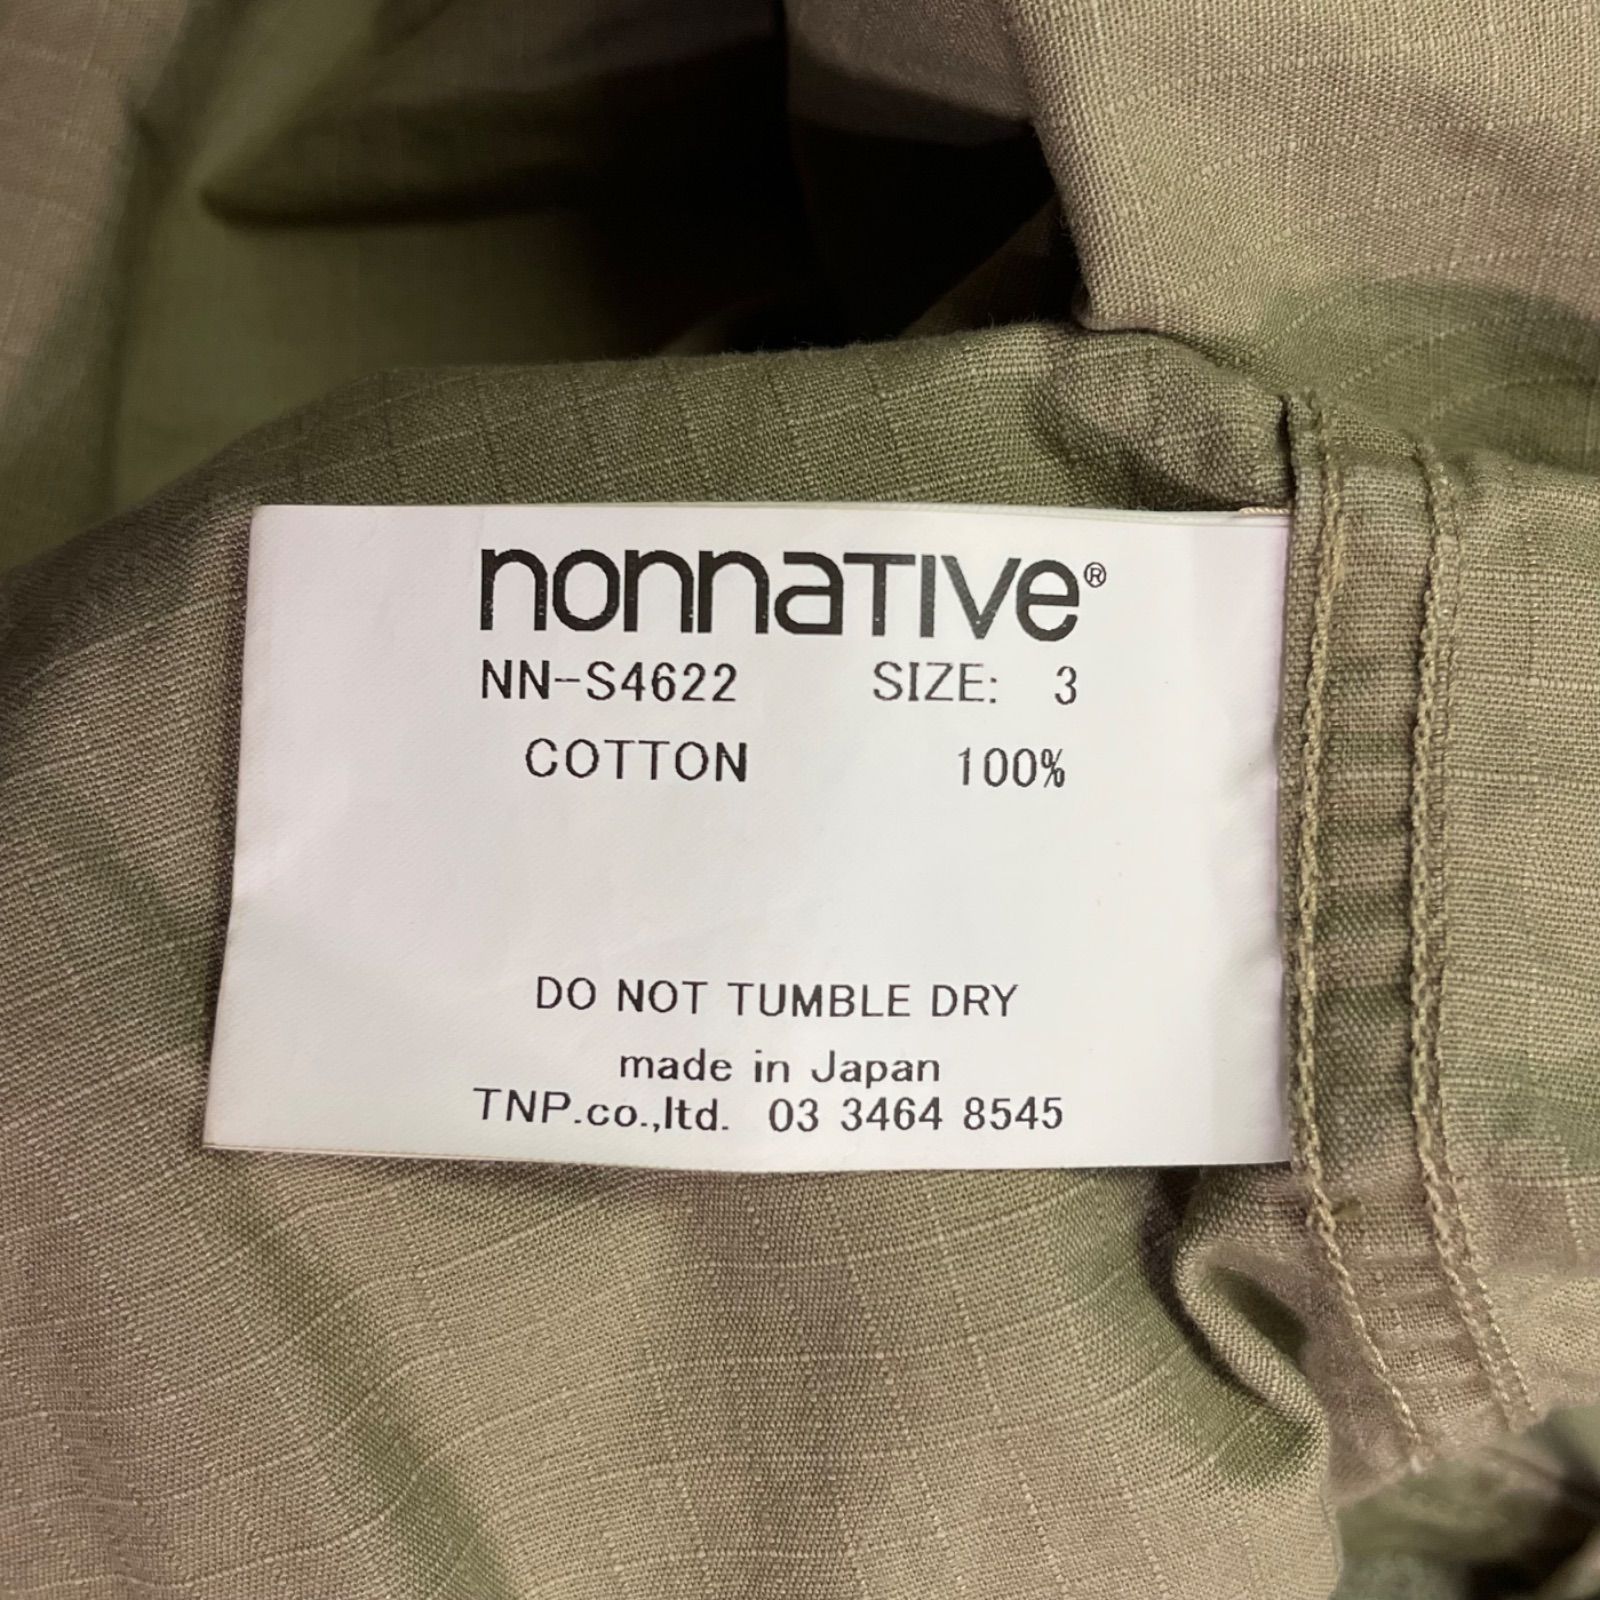 nonnative®
NN-S4622 SIZE: 3
COTTON 100%
DO NOT TUMBLE DRY
made in Japan
TNP.co.,ltd. 03 3464 8545